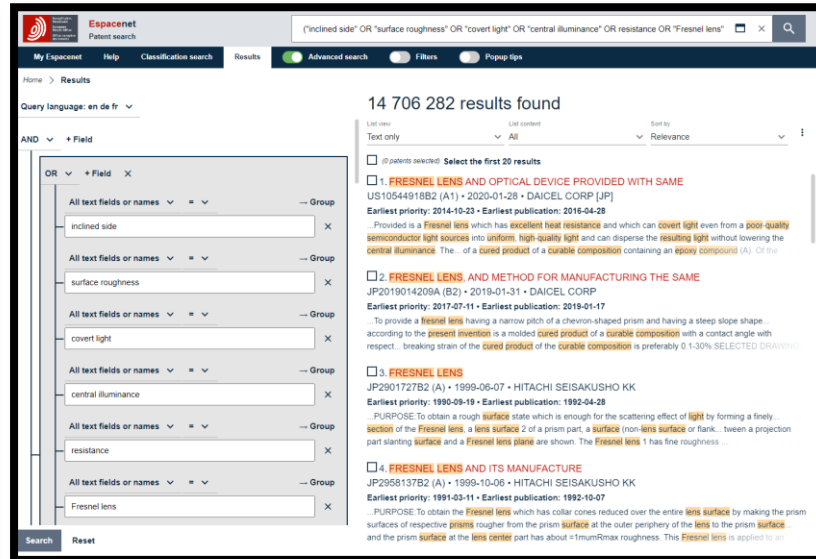 Espacenet
Patent search
("inclined side" OR "surface roughness" OR "covert light" OR "central illuminance" OR resistance OR "Fresnel lens"
My Espacenet Help Classification search Results Advanced search Filters Popup tips
Home > Results
Query language: en de fr
AND + Field
OR + Field ×
All text fields or names = → Group
inclined side ×
All text fields or names = → Group
surface roughness ×
All text fields or names = → Group
covert light ×
All text fields or names = → Group
central illuminance ×
All text fields or names = → Group
resistance ×
All text fields or names = → Group
Fresnel lens ×
Search Reset
14 706 282 results found
List view List content Sort by
Text only All Relevance
(0 patents selected) Select the first 20 results
1. FRESNEL LENS AND OPTICAL DEVICE PROVIDED WITH SAME
US10544918B2 (A1) • 2020-01-28 • DAICEL CORP [JP]
Earliest priority: 2014-10-23 • Earliest publication: 2016-04-28
...Provided is a Fresnel lens which has excellent heat resistance and which can covert light even from a poor-quality
semiconductor light sources into uniform, high-quality light and can disperse the resulting light without lowering the
central illuminance. The... of a cured product of a curable composition containing an epoxy compound (A). Of the
2. FRESNEL LENS, AND METHOD FOR MANUFACTURING THE SAME
JP2019014209A (B2) • 2019-01-31 • DAICEL CORP
Earliest priority: 2017-07-11 • Earliest publication: 2019-01-17
...To provide a fresnel lens having a narrow pitch of a chevron-shaped prism and having a steep slope shape...
according to the present invention is a molded cured product of a curable composition with a contact angle with
respect... breaking strain of the cured product of the curable composition is preferably 0.1-30% SELECTED DRAWING
3. FRESNEL LENS
JP2901727B2 (A) • 1999-06-07 • HITACHI SEISAKUSHO KK
Earliest priority: 1990-09-19 • Earliest publication: 1992-04-28
...PURPOSE:To obtain a rough surface state which is enough for the scattering effect of light by forming a finely...
section of the Fresnel lens, a lens surface 2 of a prism part, a surface (non-lens surface or flank... tween a projection
part slanting surface and a Fresnel lens plane are shown. The Fresnel lens 1 has fine roughness ...
4. FRESNEL LENS AND ITS MANUFACTURE
JP2958137B2 (A) • 1999-10-06 • HITACHI SEISAKUSHO KK
Earliest priority: 1991-03-11 • Earliest publication: 1992-10-07
...PURPOSE:To obtain the Fresnel lens which has collar cones reduced over the entire lens surface by making the prism
surfaces of respective prisms rougher from the prism surface at the outer periphery of the lens to the prism surface...
and the prism surface at the lens center part has about =1mumRmax roughness. This Fresnel lens is applied to an